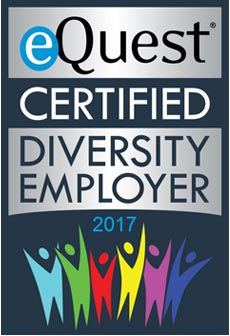 eQuest®
CERTIFIED
DIVERSITY
EMPLOYER
2017